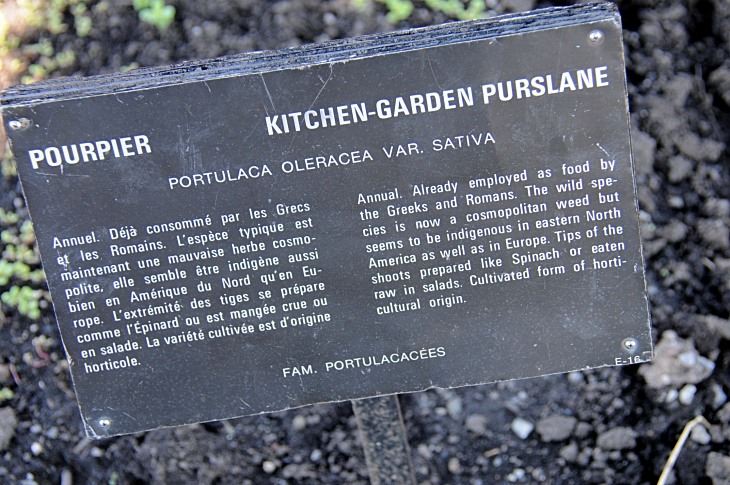 POURPIER
KITCHEN-GARDEN PURSLANE
PORTULACA OLERACEA VAR. SATIVA
Annuel. Déjà consommé par les Grecs
et les Romains. L'espèce typique est
maintenant une mauvaise herbe cosmo-
polite, elle semble être indigène aussi
bien en Amérique du Nord qu'en Eu-
rope. L'extrémité des tiges se prépare
comme l'Épinard ou est mangée crue ou
en salade. La variété cultivée est d'origine
horticole.
Annual. Already employed as food by
the Greeks and Romans. The wild spe-
cies is now a cosmopolitan weed but
seems to be indigenous in eastern North
America as well as in Europe. Tips of the
shoots prepared like Spinach or eaten
raw in salads. Cultivated form of horti-
cultural origin.
FAM. PORTULACACÉES
E-16